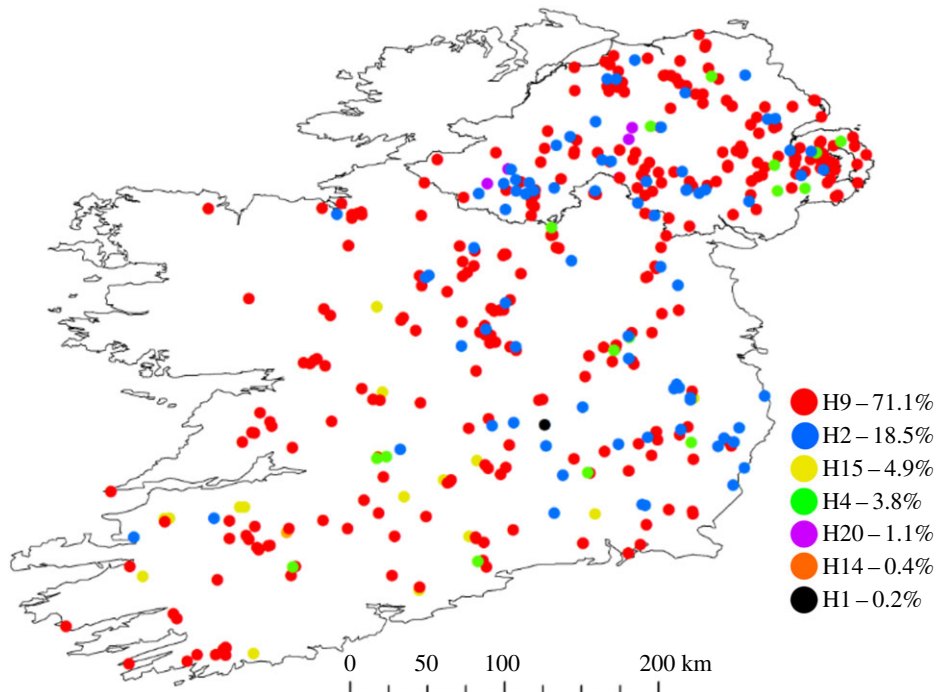 H9 – 71.1%
H2 – 18.5%
H15 – 4.9%
H4 – 3.8%
H20 – 1.1%
H14 – 0.4%
H1 – 0.2%
0 50 100 200 km